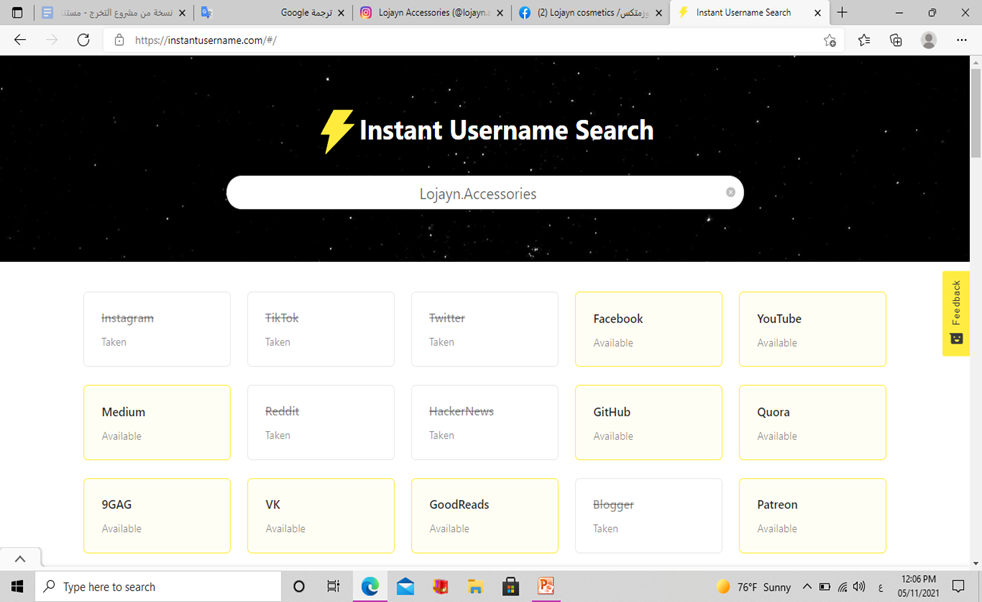 نسخة من مشروع التخرج - مستند
ترجمة Google
Lojayn Accessories (@lojayn.
(2) Lojayn cosmetics /وزمتكس
Instant Username Search
https://instantusername.com/#/
Instant Username Search
Lojayn.Accessories
Feedback
Instagram
Taken
TikTok
Taken
Twitter
Taken
Facebook
Available
YouTube
Available
Medium
Available
Reddit
Taken
HackerNews
Taken
GitHub
Available
Quora
Available
9GAG
Available
VK
Available
GoodReads
Available
Blogger
Taken
Patreon
Available
Type here to search
76°F Sunny
ع
12:06 PM
05/11/2021